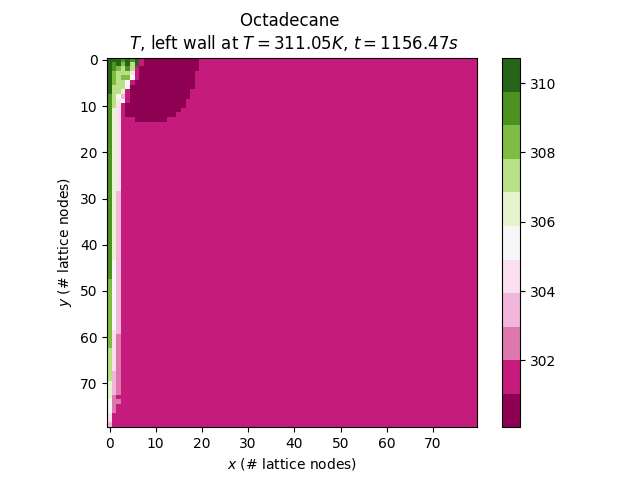 Octadecane
T, left wall at T = 311.05K, t = 1156.47s
0
10
20
30
40
50
60
70
y (# lattice nodes)
0 10 20 30 40 50 60 70
x (# lattice nodes)
310
308
306
304
302